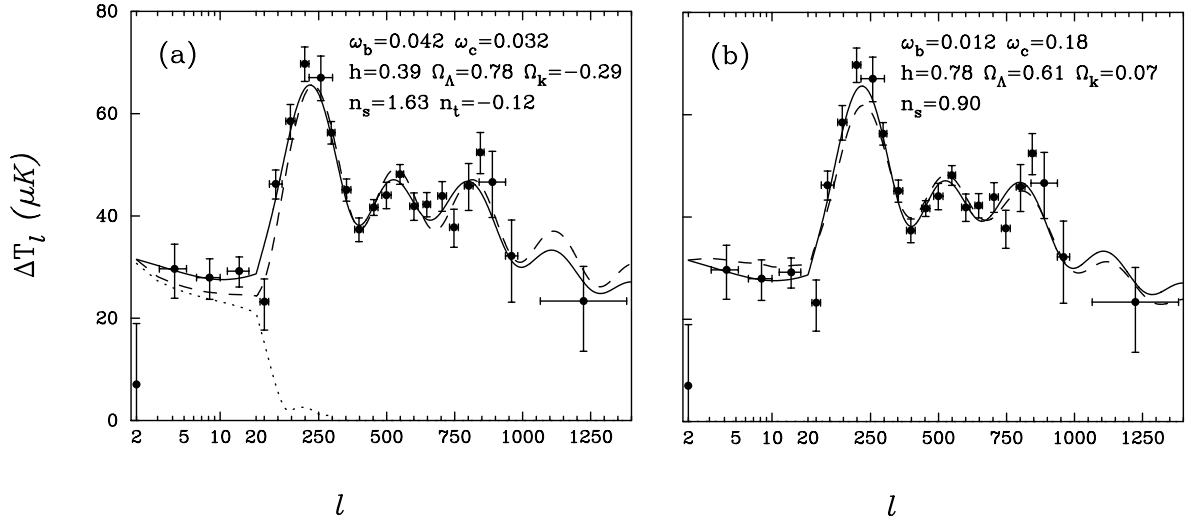 80
60
40
20
0
ΔT_l (μK)
(a)
ω_b=0.042 ω_c=0.032
h=0.39 Ω_Λ=0.78 Ω_k=−0.29
n_s=1.63 n_t=−0.12
2 5 10 20 250 500 750 1000 1250
l
(b)
ω_b=0.012 ω_c=0.18
h=0.78 Ω_Λ=0.61 Ω_k=0.07
n_s=0.90
2 5 10 20 250 500 750 1000 1250
l